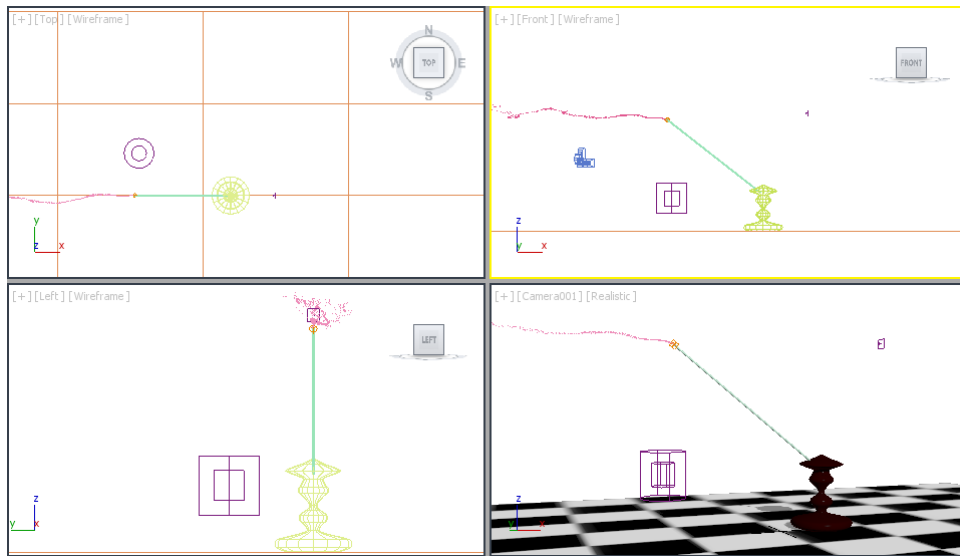 [+] [Top] [Wireframe]
N
W TOP E
S
y
z x
[+] [Front] [Wireframe]
FRONT
z
y x
[+] [Left] [Wireframe]
LEFT
z
y x
[+] [Camera001] [Realistic]
z
y x